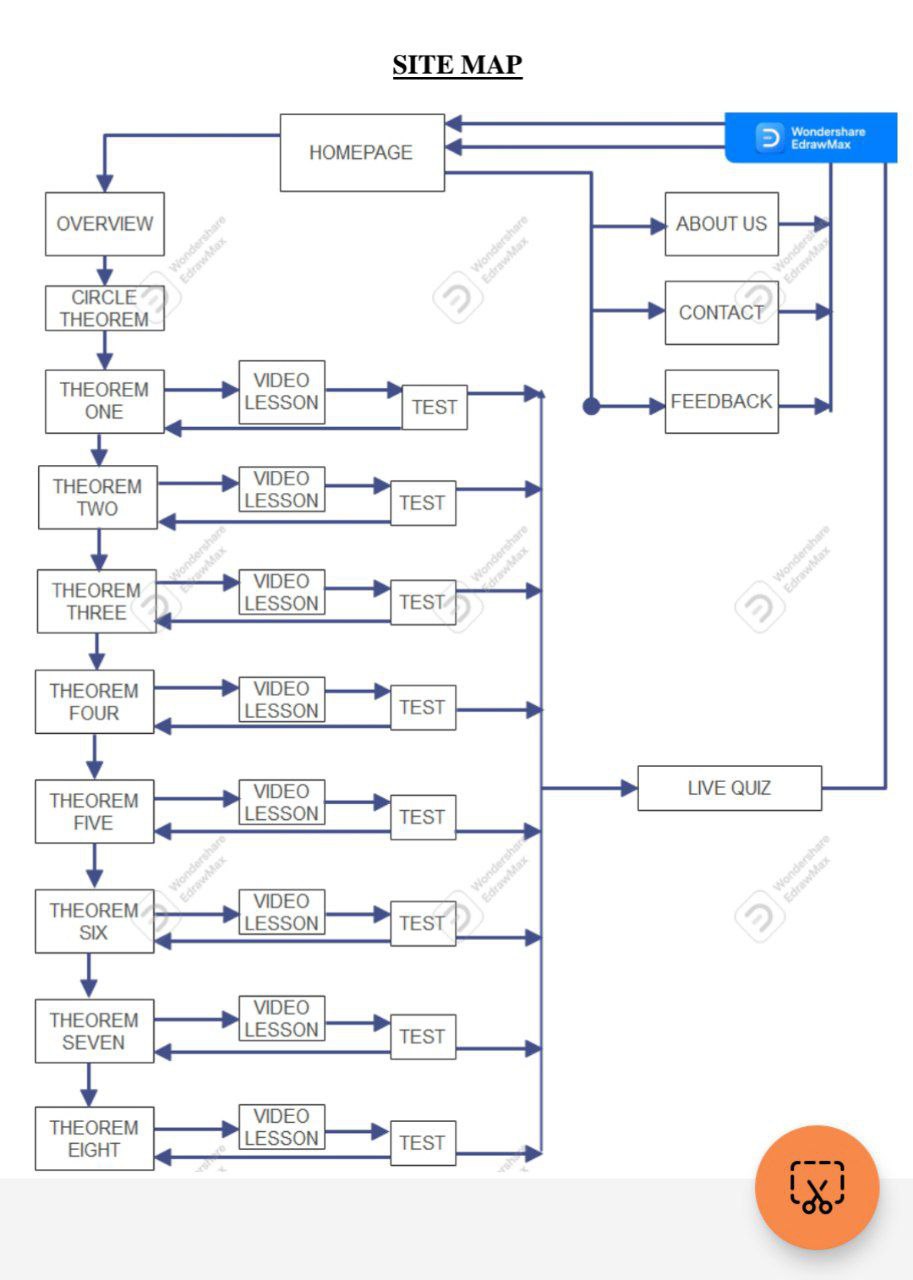 SITE MAP
HOMEPAGE
Wondershare
EdrawMax
OVERVIEW
ABOUT US
Wondershare
EdrawMax
Wondershare
EdrawMax
Wondershare
EdrawMax
CIRCLE
THEOREM
CONTACT
THEOREM
ONE
VIDEO
LESSON
TEST
FEEDBACK
THEOREM
TWO
VIDEO
LESSON
TEST
Wondershare
EdrawMax
Wondershare
EdrawMax
Wondershare
EdrawMax
THEOREM
THREE
VIDEO
LESSON
TEST
THEOREM
FOUR
VIDEO
LESSON
TEST
LIVE QUIZ
THEOREM
FIVE
VIDEO
LESSON
TEST
Wondershare
EdrawMax
Wondershare
EdrawMax
Wondershare
EdrawMax
THEOREM
SIX
VIDEO
LESSON
TEST
THEOREM
SEVEN
VIDEO
LESSON
TEST
THEOREM
EIGHT
VIDEO
LESSON
TEST